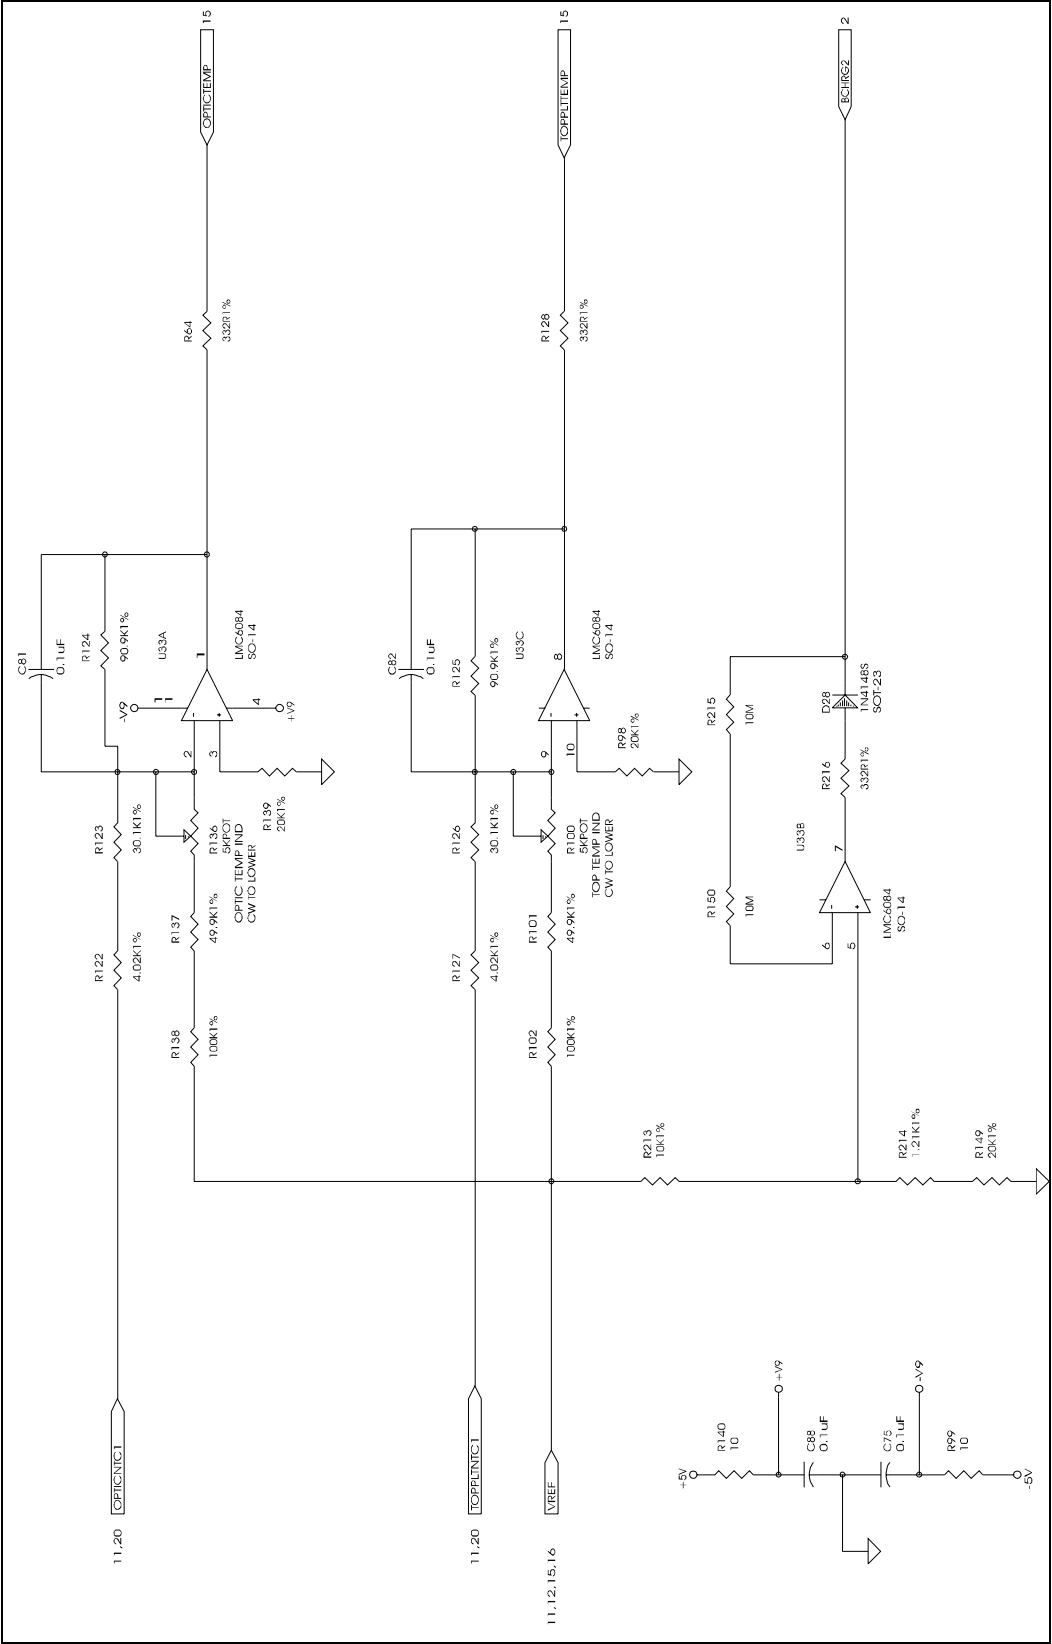 11,20
OPTICNTC1
R122
4.02K1%
R123
30.1K1%
C81
0.1uF
R124
90.9K1%
U33A
-V9
11
1
2
3
4
+V9
LMC6084
SO-14
R138
100K1%
R137
49.9K1%
R136
5KPOT
OPTIC TEMP IND
CW TO LOWER
R139
20K1%
R64
332R1%
OPTICTEMP
15
11,20
TOPPLTNTC1
R127
4.02K1%
R126
30.1K1%
C82
0.1uF
R125
90.9K1%
U33C
8
9
10
LMC6084
SO-14
11,12,15,16
VREF
R102
100K1%
R101
49.9K1%
R100
5KPOT
TOP TEMP IND
CW TO LOWER
R98
20K1%
R128
332R1%
TOPPLTTEMP
15
R213
10K1%
R150
10M
R215
10M
U33B
6
5
7
LMC6084
SO-14
R216
332R1%
D28
1N4148S
SOT-23
BCHRG2
2
R214
1.21K1%
R149
20K1%
+5V
R140
10
+V9
C88
0.1uF
C75
0.1uF
-V9
R99
10
-5V